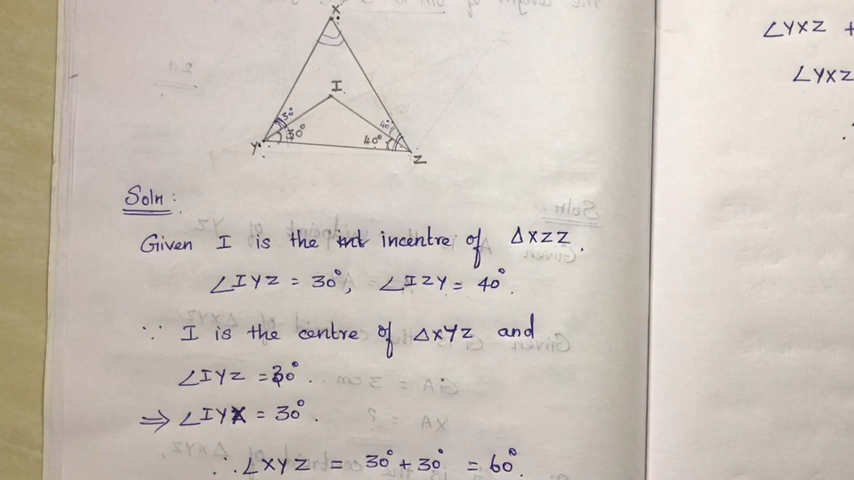 X
I
30°
30°
40°
40°
Y
Z
Soln:
Given I is the incentre of ΔXZZ.
∠IYZ = 30°, ∠IZY = 40°.
∵ I is the centre of ΔXYZ and
∠IYZ = 30°.
⇒ ∠IYX = 30°.
∴ ∠XYZ = 30° + 30° = 60°.
∠YXZ +
∠YXZ